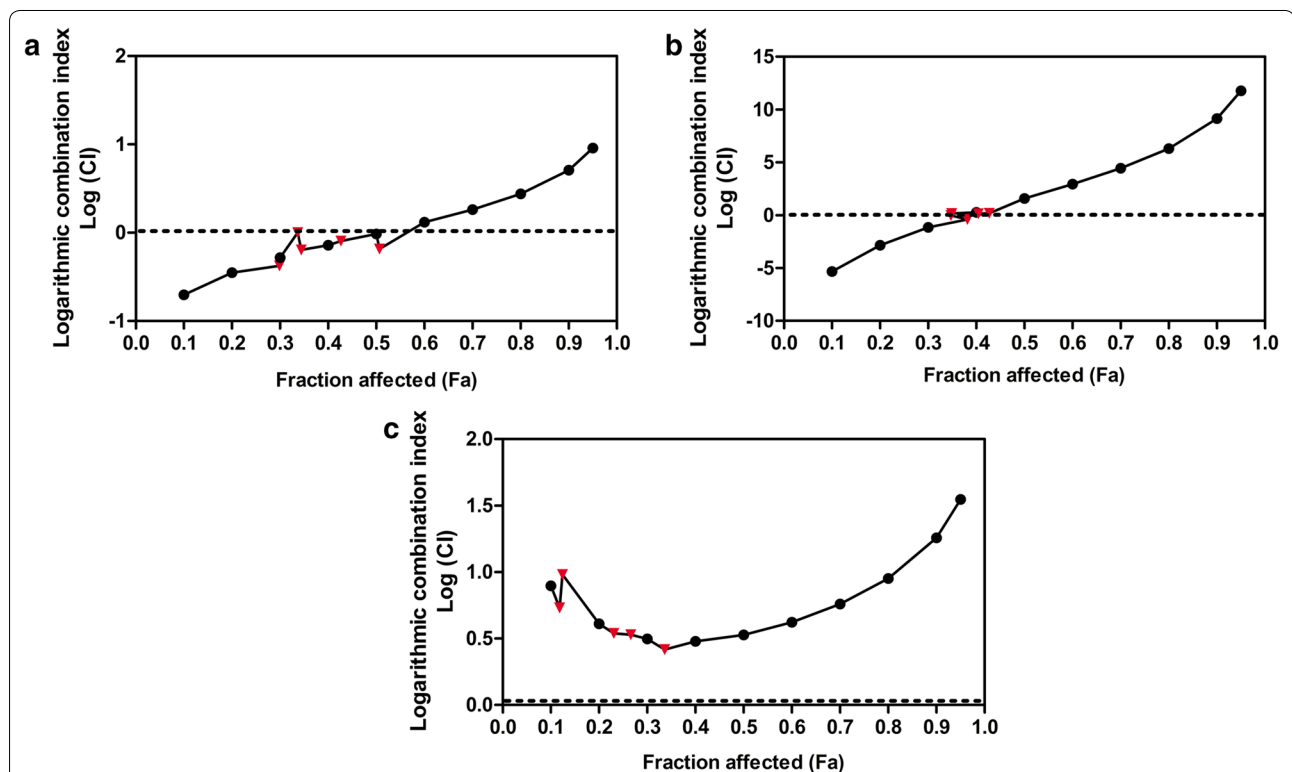 a
Logarithmic combination index
Log (CI)
2
1
0
-1
0.0 0.1 0.2 0.3 0.4 0.5 0.6 0.7 0.8 0.9 1.0
Fraction affected (Fa)
b
Logarithmic combination index
Log (CI)
15
10
5
0
-5
-10
0.0 0.1 0.2 0.3 0.4 0.5 0.6 0.7 0.8 0.9 1.0
Fraction affected (Fa)
c
Logarithmic combination index
Log (CI)
2.0
1.5
1.0
0.5
0.0
0.0 0.1 0.2 0.3 0.4 0.5 0.6 0.7 0.8 0.9 1.0
Fraction affected (Fa)